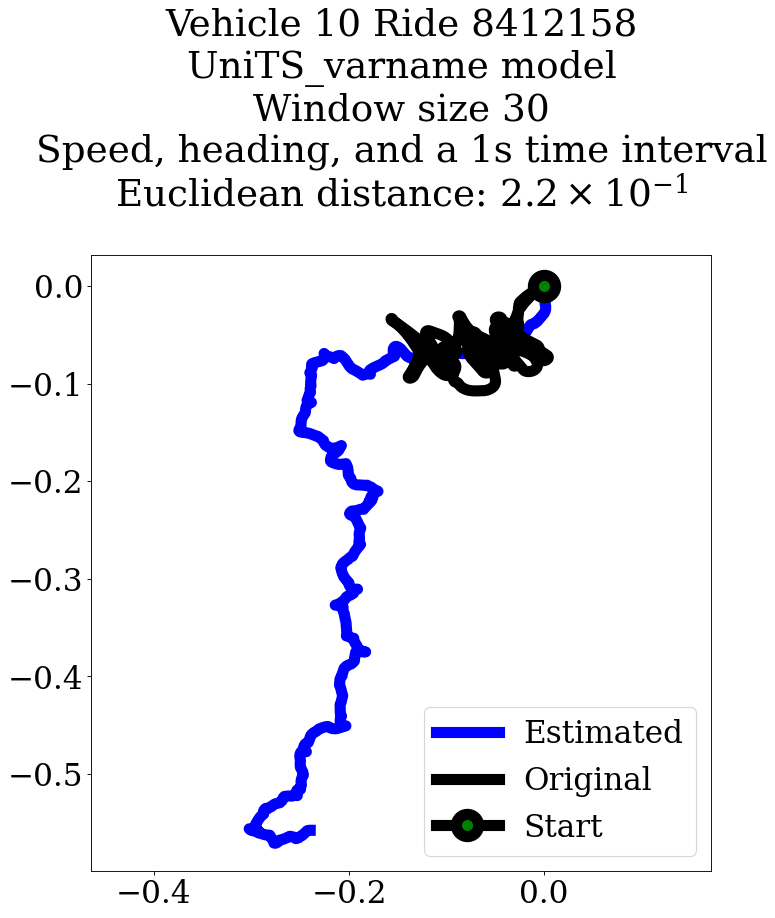 Vehicle 10 Ride 8412158
UniTS_varname model
Window size 30
Speed, heading, and a 1s time interval
Euclidean distance: 2.2 × 10⁻¹
0.0
−0.1
−0.2
−0.3
−0.4
−0.5
Estimated
Original
Start
−0.4 −0.2 0.0